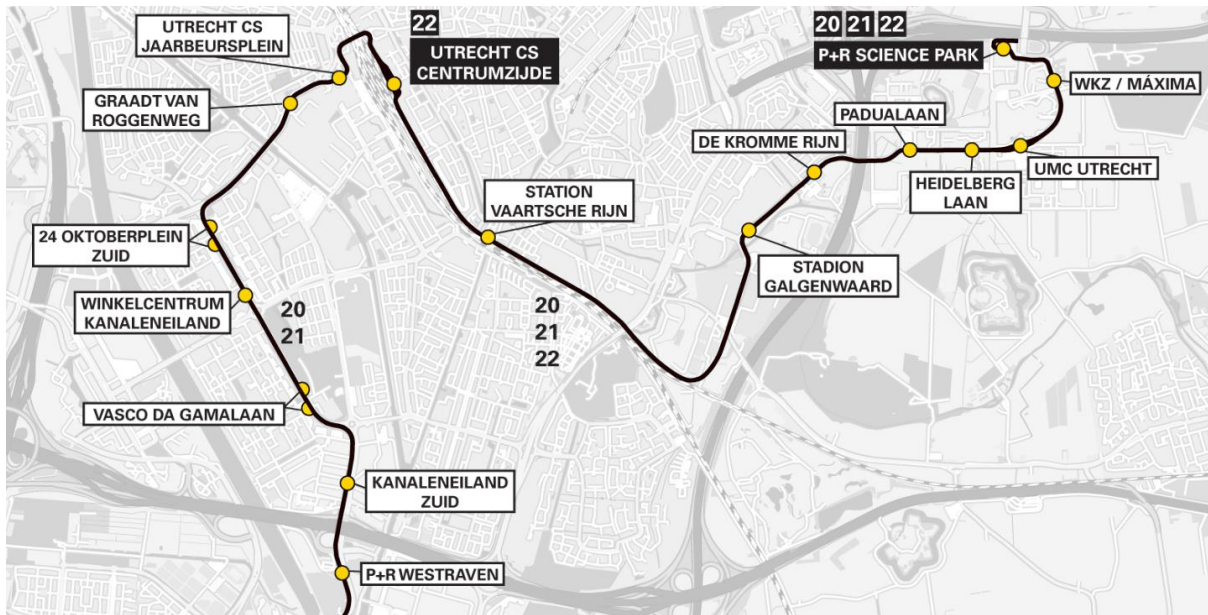 22
UTRECHT CS
CENTRUMZIJDE
20 21 22
P+R SCIENCE PARK
UTRECHT CS
JAARBEURSPLEIN
WKZ / MÁXIMA
GRAADT VAN
ROGGENWEG
PADUALAAN
DE KROMME RIJN
UMC UTRECHT
HEIDELBERG
LAAN
STATION
VAARTSCHE RIJN
24 OKTOBERPLEIN
ZUID
STADION
GALGENWAARD
WINKELCENTRUM
KANALENEILAND
20
21
20
21
22
VASCO DA GAMALAAN
KANALENEILAND
ZUID
P+R WESTRAVEN